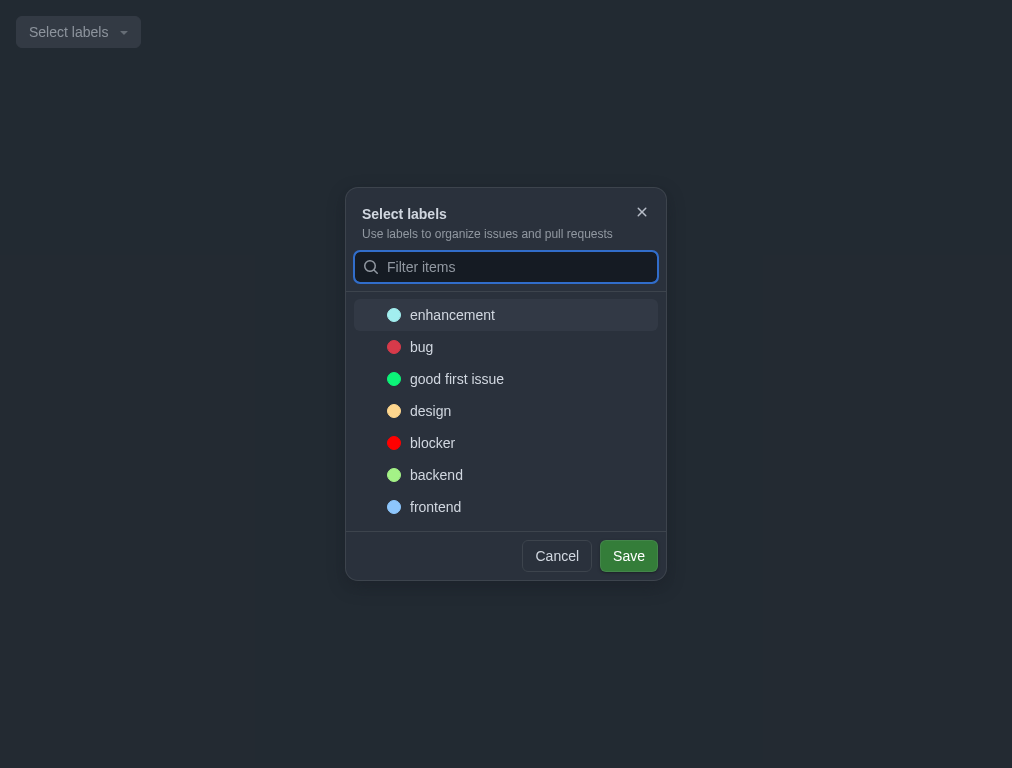 Select labels
Select labels
Use labels to organize issues and pull requests
Filter items
enhancement
bug
good first issue
design
blocker
backend
frontend
Cancel
Save